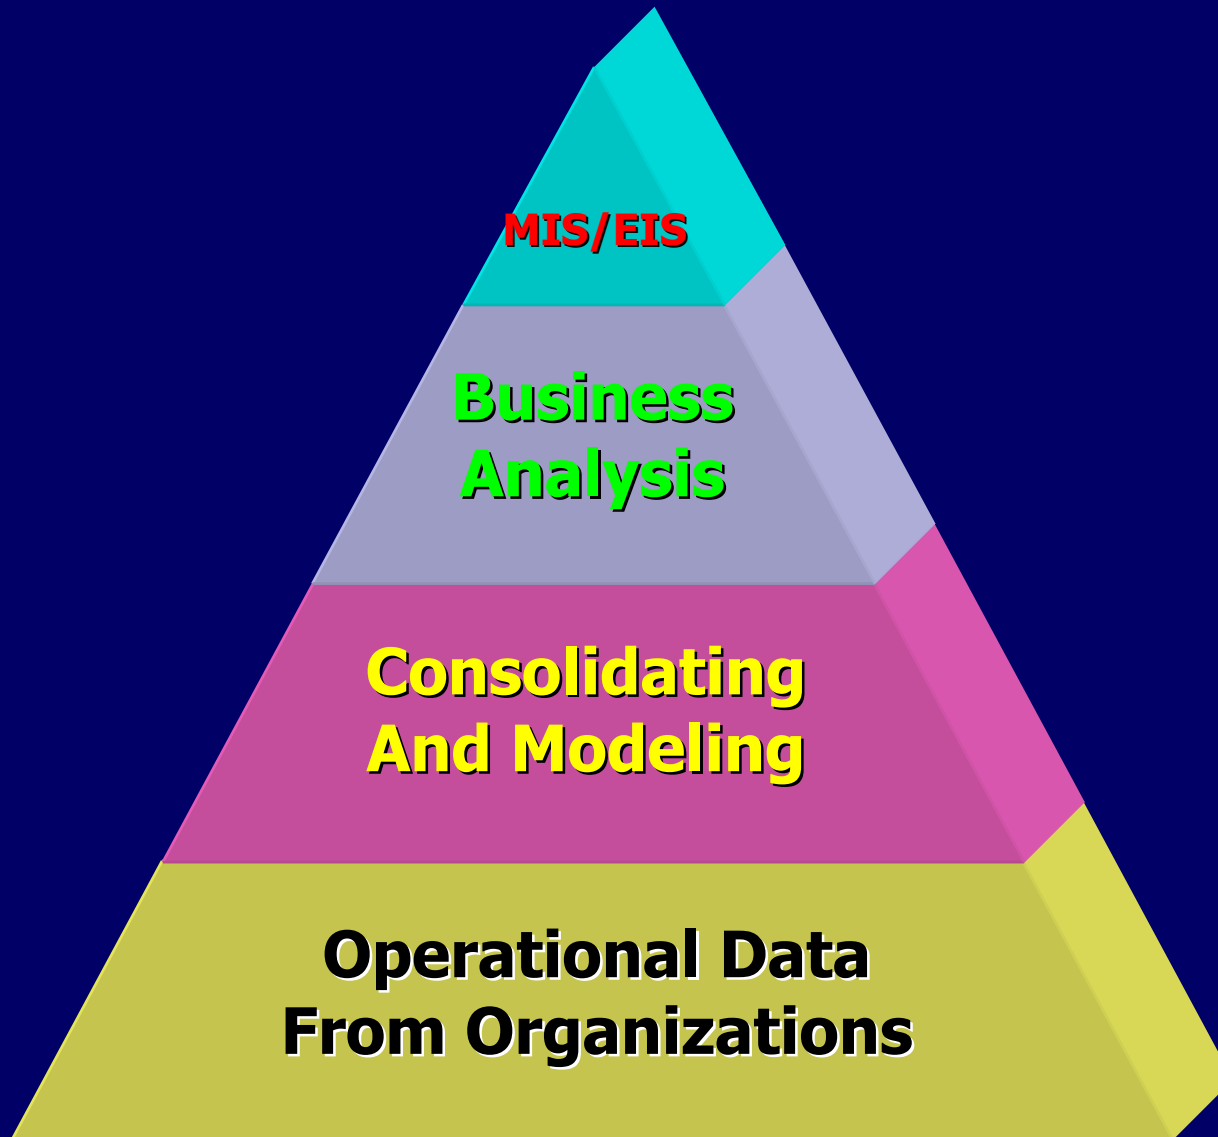 MIS/EIS
Business
Analysis
Consolidating
And Modeling
Operational Data
From Organizations